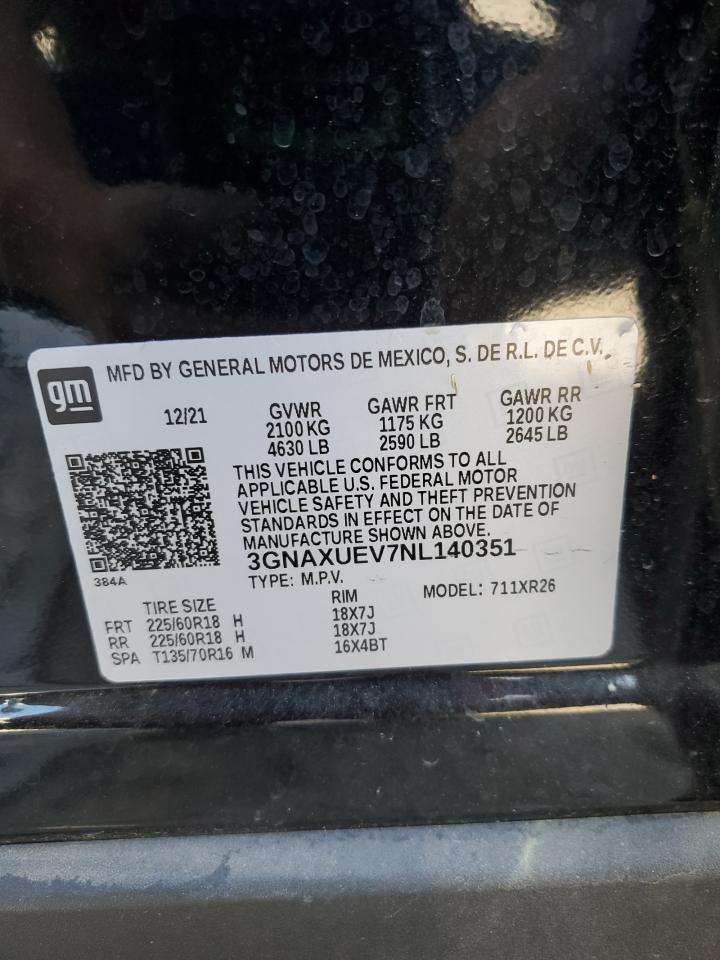 gm
MFD BY GENERAL MOTORS DE MEXICO, S. DE R.L. DE C.V.
12/21 GVWR GAWR FRT GAWR RR
2100 KG 1175 KG 1200 KG
4630 LB 2590 LB 2645 LB
THIS VEHICLE CONFORMS TO ALL
APPLICABLE U.S. FEDERAL MOTOR
VEHICLE SAFETY AND THEFT PREVENTION
STANDARDS IN EFFECT ON THE DATE OF
MANUFACTURE SHOWN ABOVE.
3GNAXUEV7NL140351
384A
TYPE: M.P.V. MODEL: 711XR26
TIRE SIZE RIM
FRT 225/60R18 H 18X7J
RR 225/60R18 H 18X7J
SPA T135/70R16 M 16X4BT